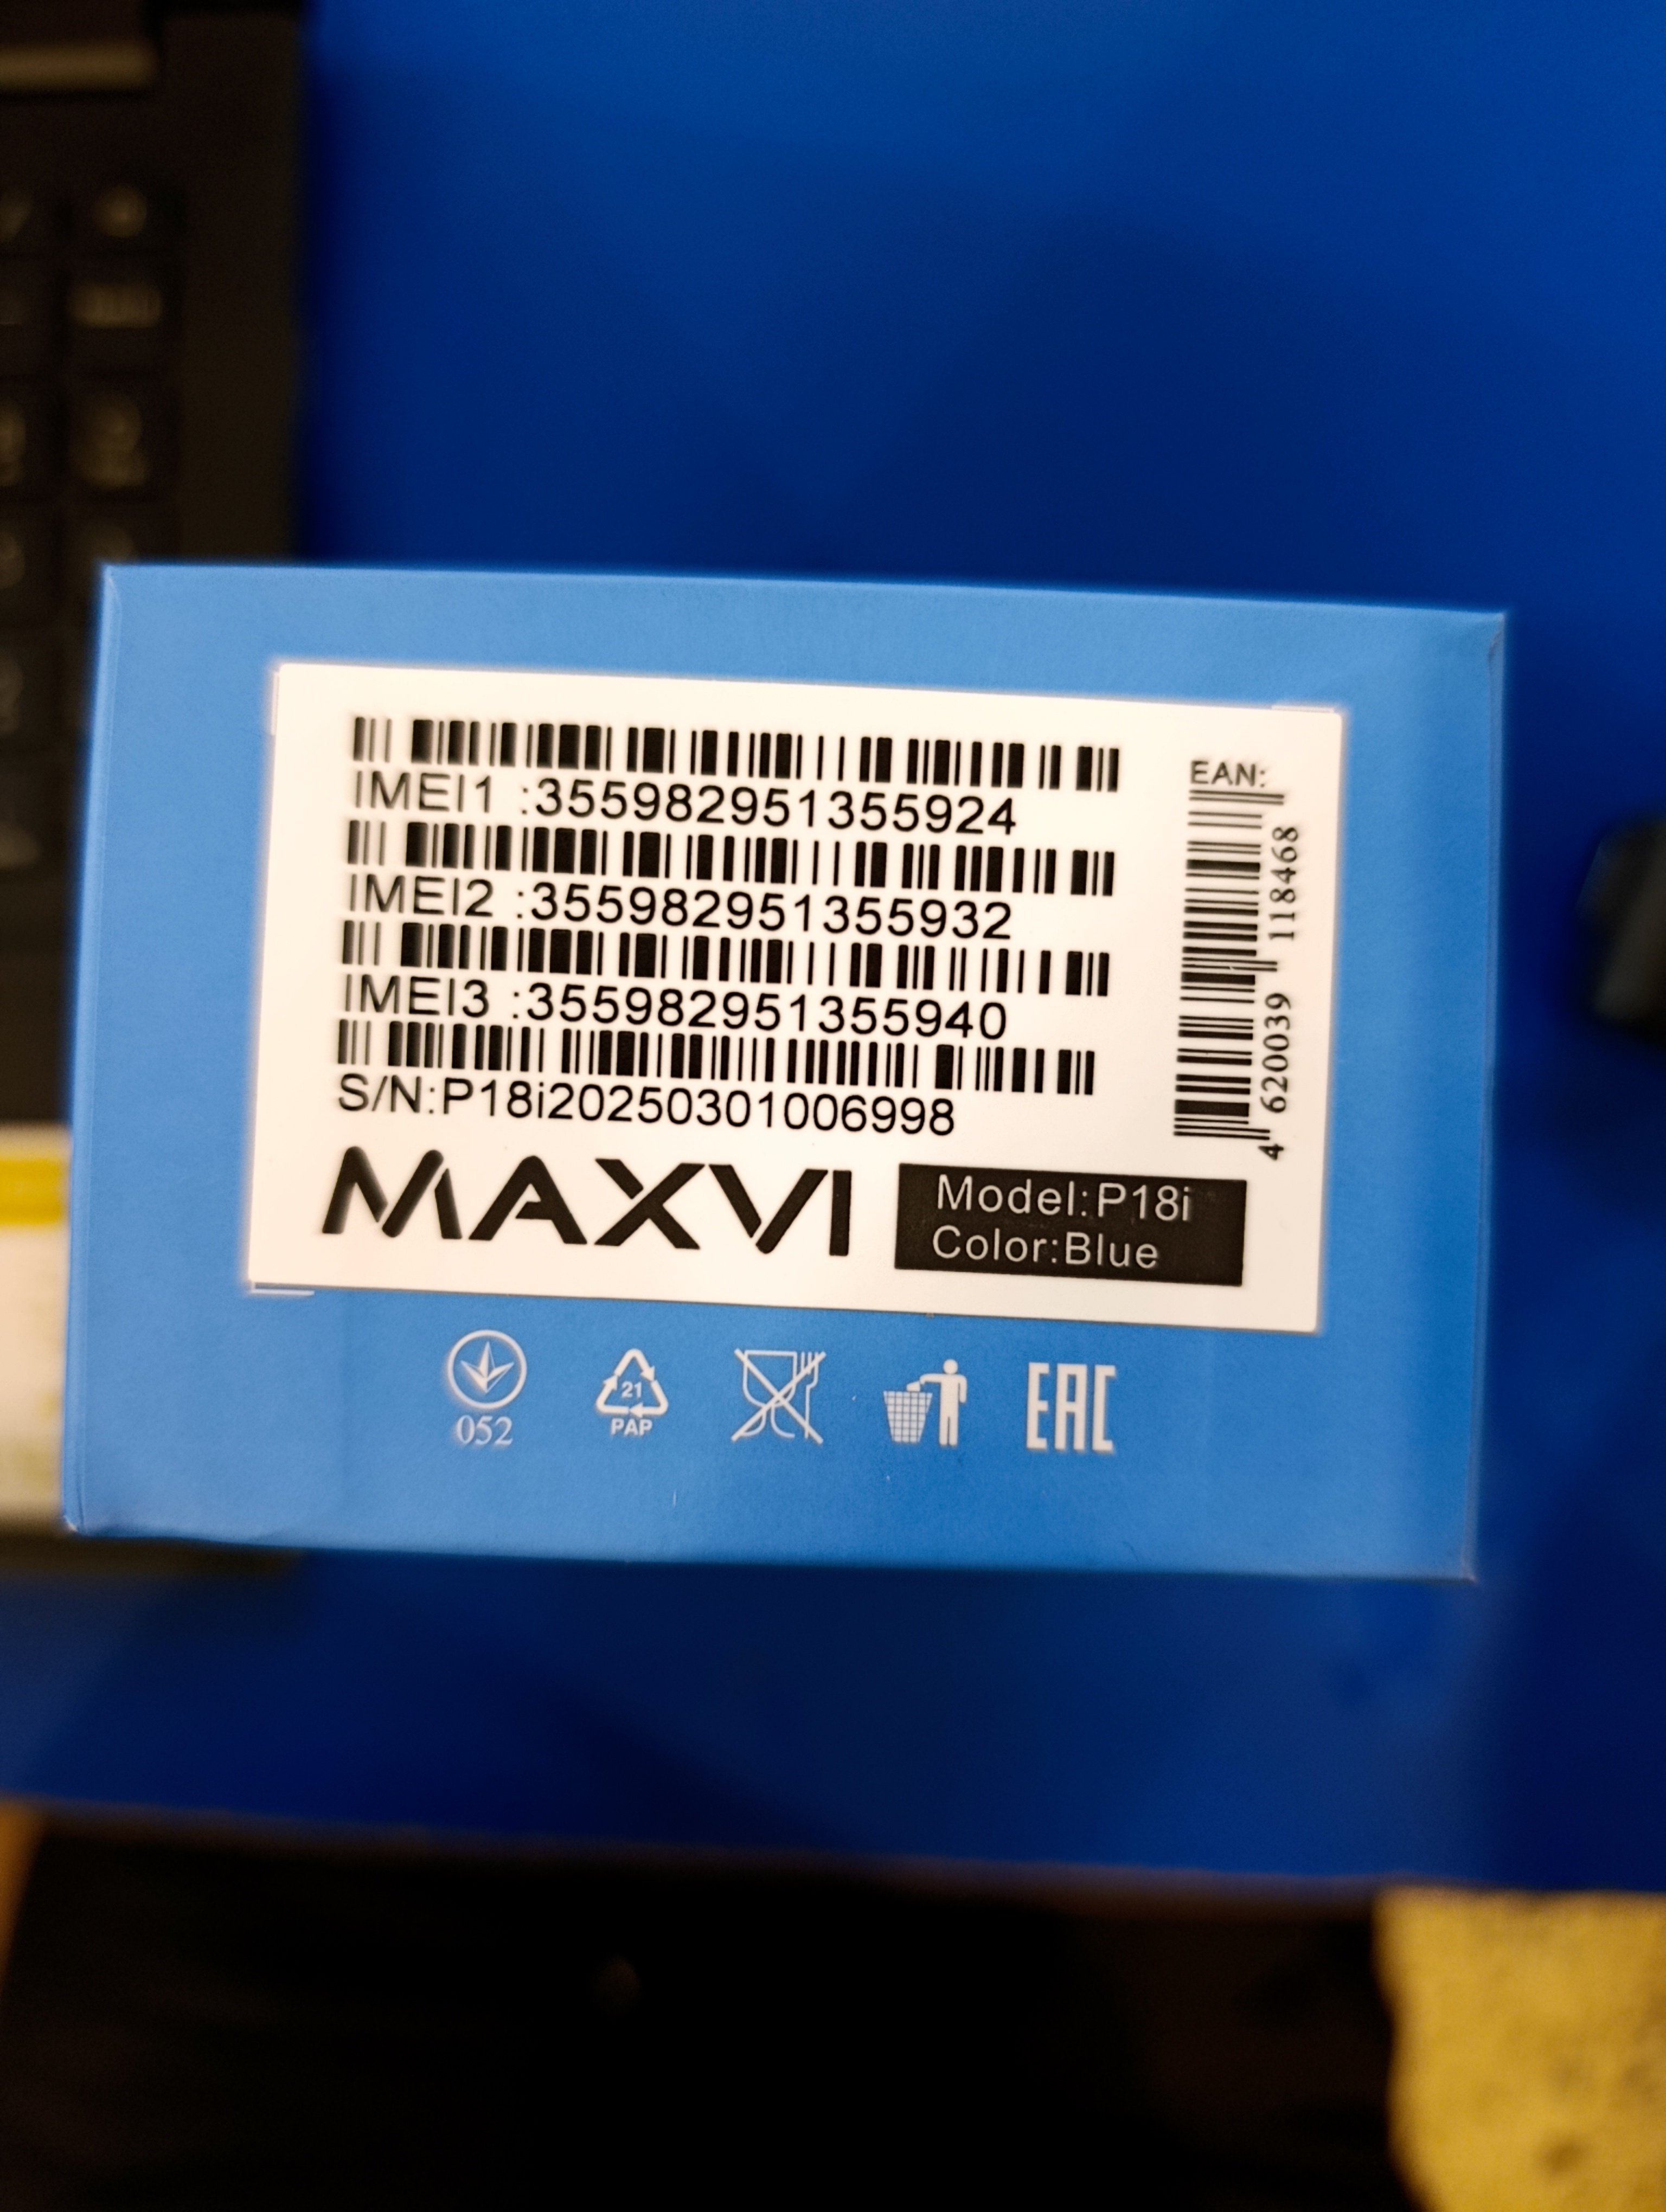 IMEI1 :355982951355924
IMEI2 :355982951355932
IMEI3 :355982951355940
S/N:P18i20250301006998
EAN:
4 620039 118468
MAXVI
Model:P18i
Color:Blue
052
21
PAP
EAC